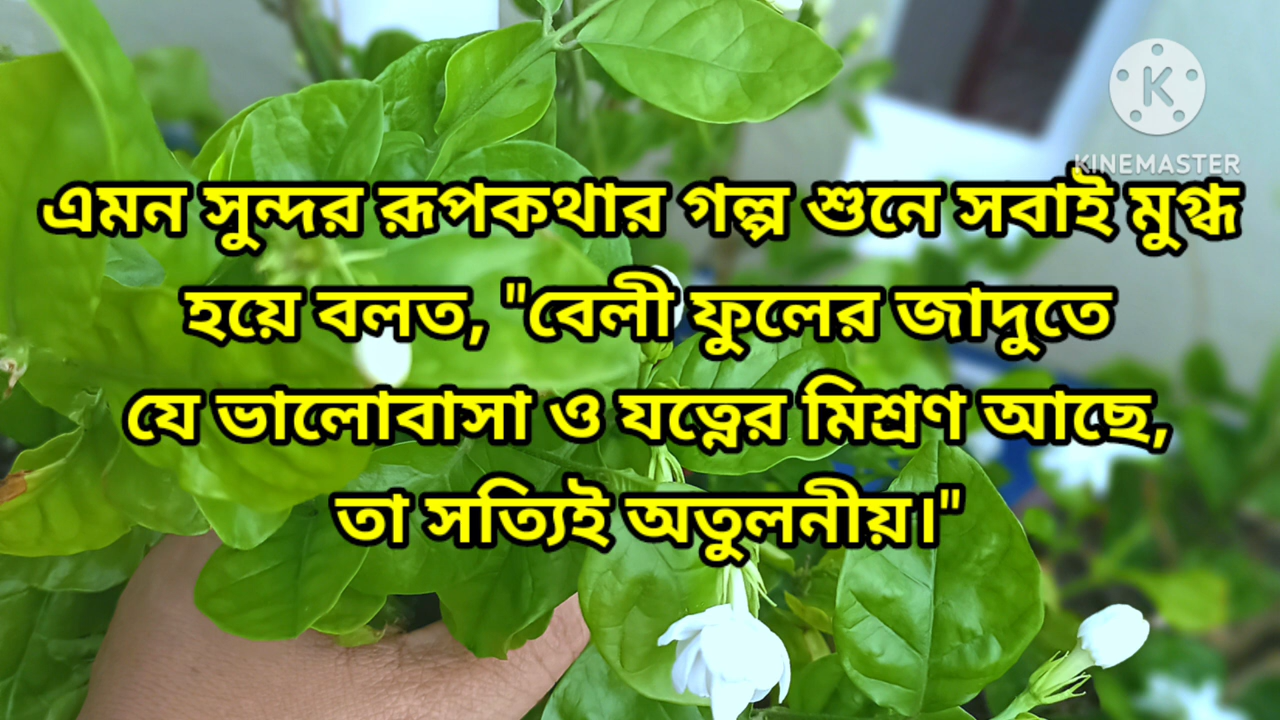 KINEMASTER
এমন সুন্দর রূপকথার গল্প শুনে সবাই মুগ্ধ
হয়ে বলত, "বেলী ফুলের জাদুতে
যে ভালোবাসা ও যত্নের মিশ্রণ আছে,
তা সত্যিই অতুলনীয়।"